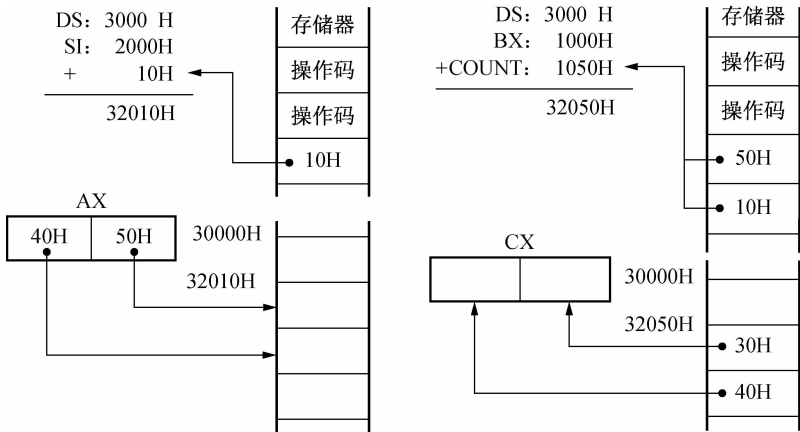 DS: 3000 H
SI: 2000H
+ 10H
32010H
存储器
操作码
操作码
10H
AX
40H 50H
30000H
32010H
DS: 3000 H
BX: 1000H
+COUNT: 1050H
32050H
存储器
操作码
操作码
50H
10H
CX
30000H
32050H
30H
40H